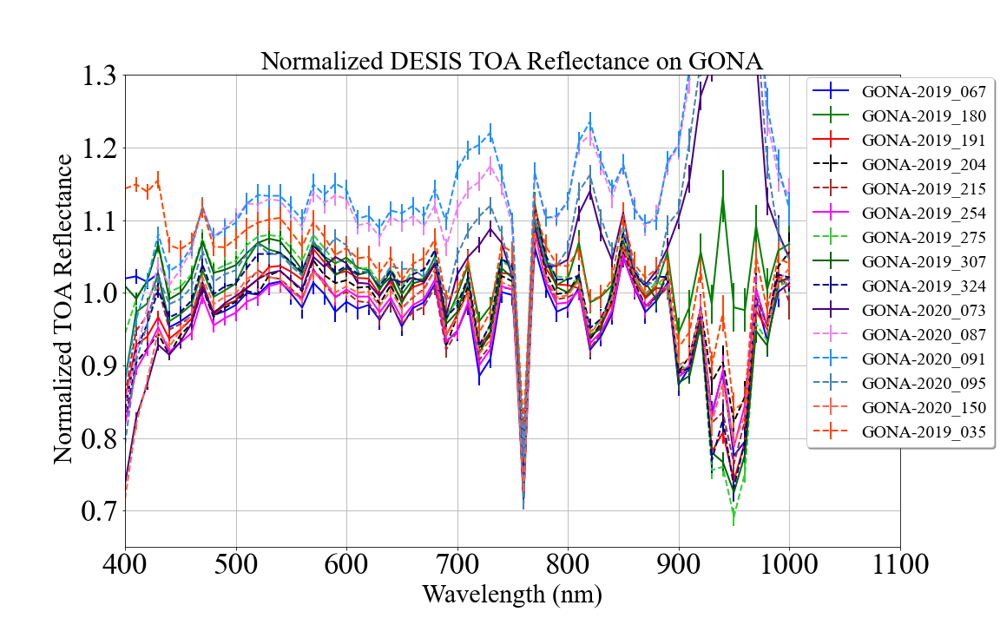 Normalized DESIS TOA Reflectance on GONA
Normalized TOA Reflectance
1.3
1.2
1.1
1.0
0.9
0.8
0.7
400 500 600 700 800 900 1000 1100
Wavelength (nm)
GONA-2019_067
GONA-2019_180
GONA-2019_191
GONA-2019_204
GONA-2019_215
GONA-2019_254
GONA-2019_275
GONA-2019_307
GONA-2019_324
GONA-2020_073
GONA-2020_087
GONA-2020_091
GONA-2020_095
GONA-2020_150
GONA-2019_035